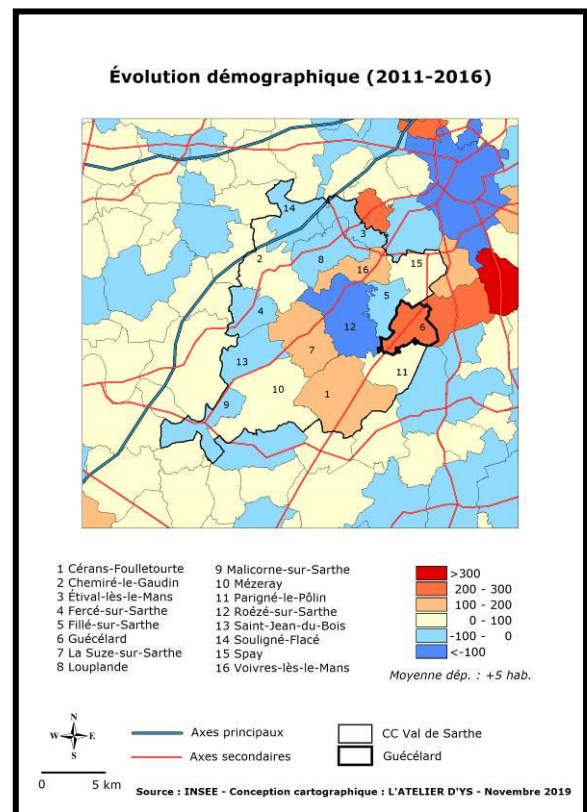 Évolution démographique (2011-2016)
14
3
2
8
15
16
5
4
12
6
7
13
11
10
1
9
1 Cérans-Foulletourte
2 Chemiré-le-Gaudin
3 Étival-lès-le-Mans
4 Fercé-sur-Sarthe
5 Fillé-sur-Sarthe
6 Guécélard
7 La Suze-sur-Sarthe
8 Louplande
9 Malicorne-sur-Sarthe
10 Mézeray
11 Parigné-le-Pôlin
12 Roézé-sur-Sarthe
13 Saint-Jean-du-Bois
14 Souligné-Flacé
15 Spay
16 Voivres-lès-le-Mans
>300
200 - 300
100 - 200
0 - 100
-100 - 0
<-100
Moyenne dép. : +5 hab.
N
W E
S
0 5 km
Axes principaux
Axes secondaires
CC Val de Sarthe
Guécélard
Source : INSEE - Conception cartographique : L'ATELIER D'YS - Novembre 2019